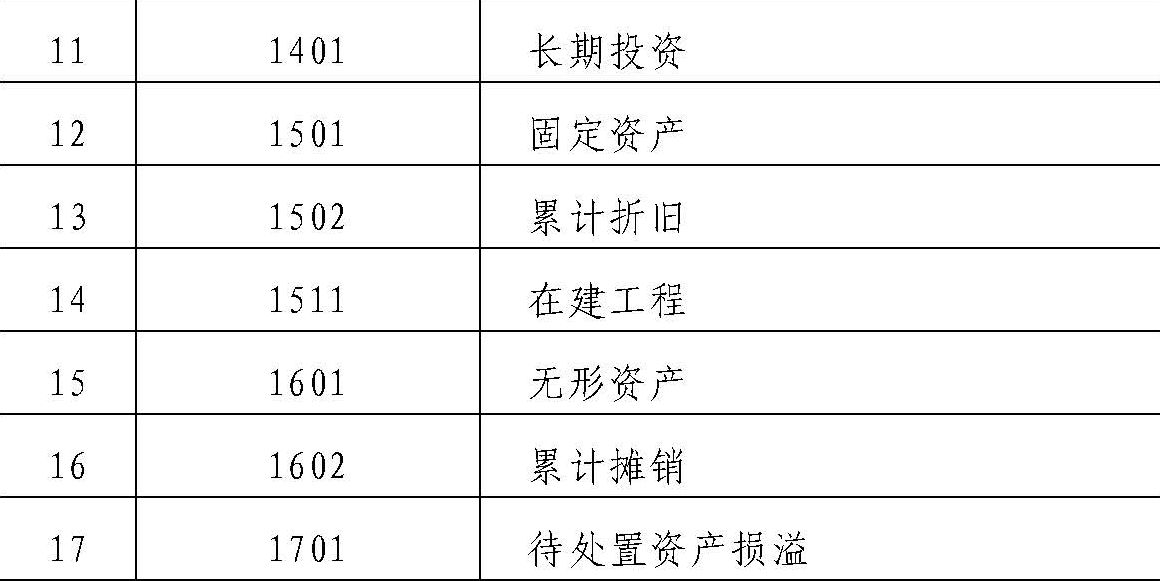 11 1401 长期投资
12 1501 固定资产
13 1502 累计折旧
14 1511 在建工程
15 1601 无形资产
16 1602 累计摊销
17 1701 待处置资产损溢